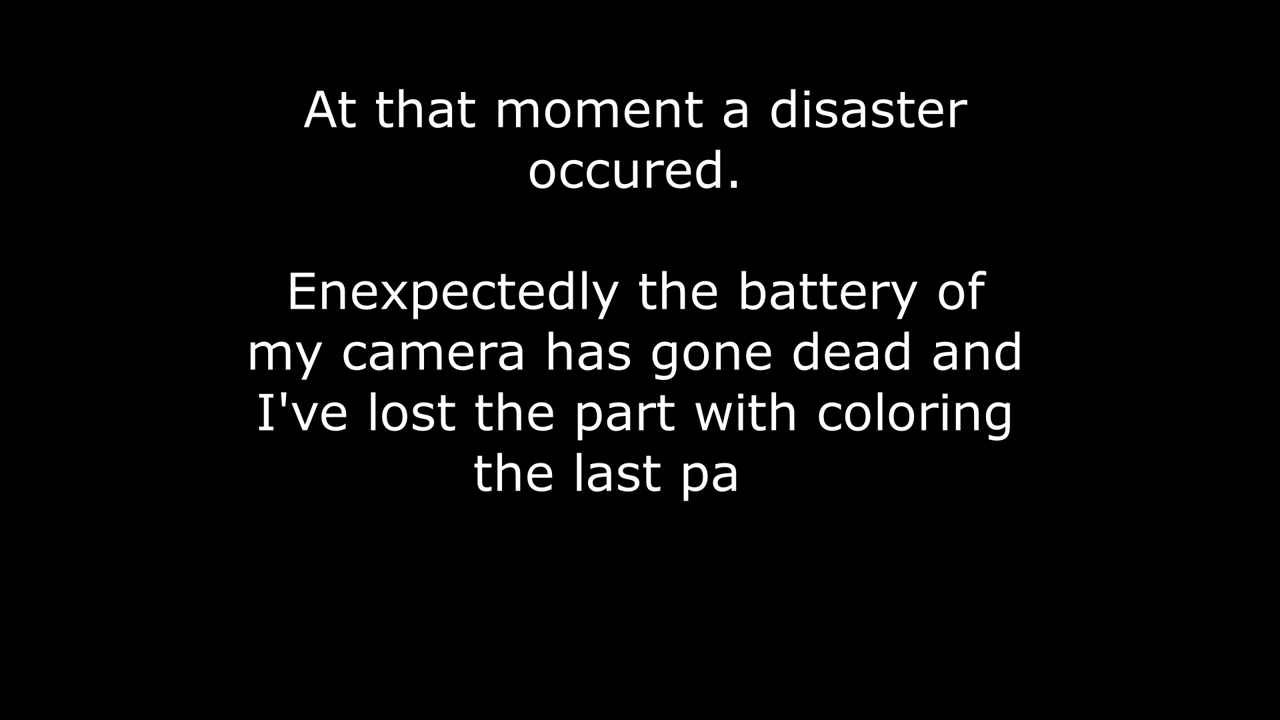 At that moment a disaster
occured.
Enexpectedly the battery of
my camera has gone dead and
I've lost the part with coloring
the last pa